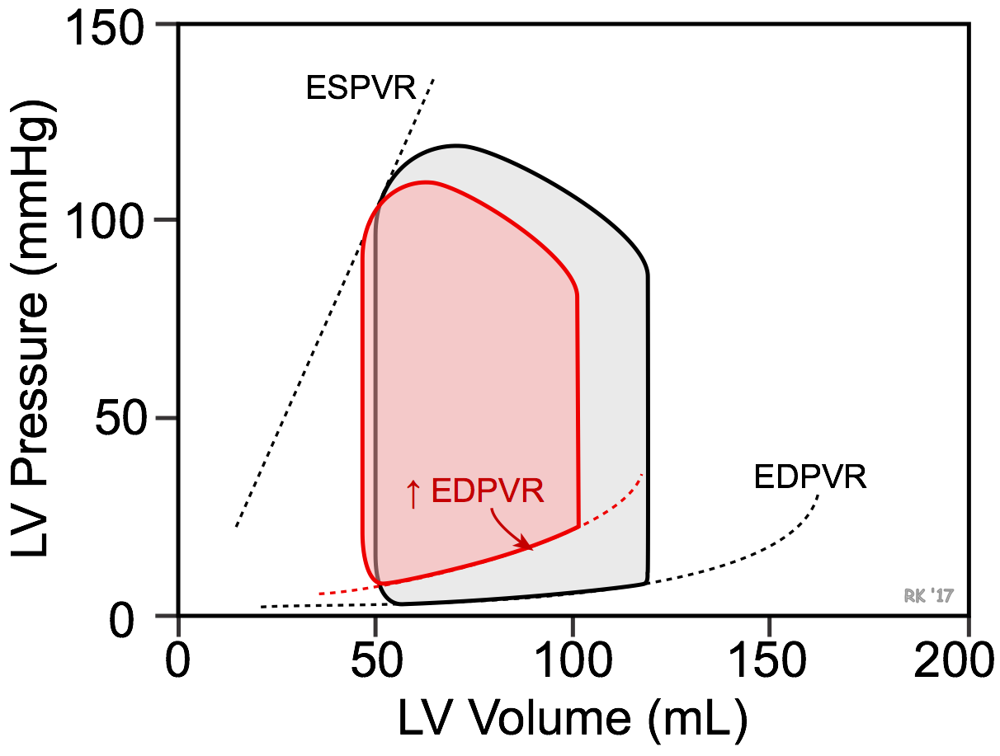 150
ESPVR
100
LV Pressure (mmHg)
50
↑ EDPVR
EDPVR
RK '17
0
0 50 100 150 200
LV Volume (mL)